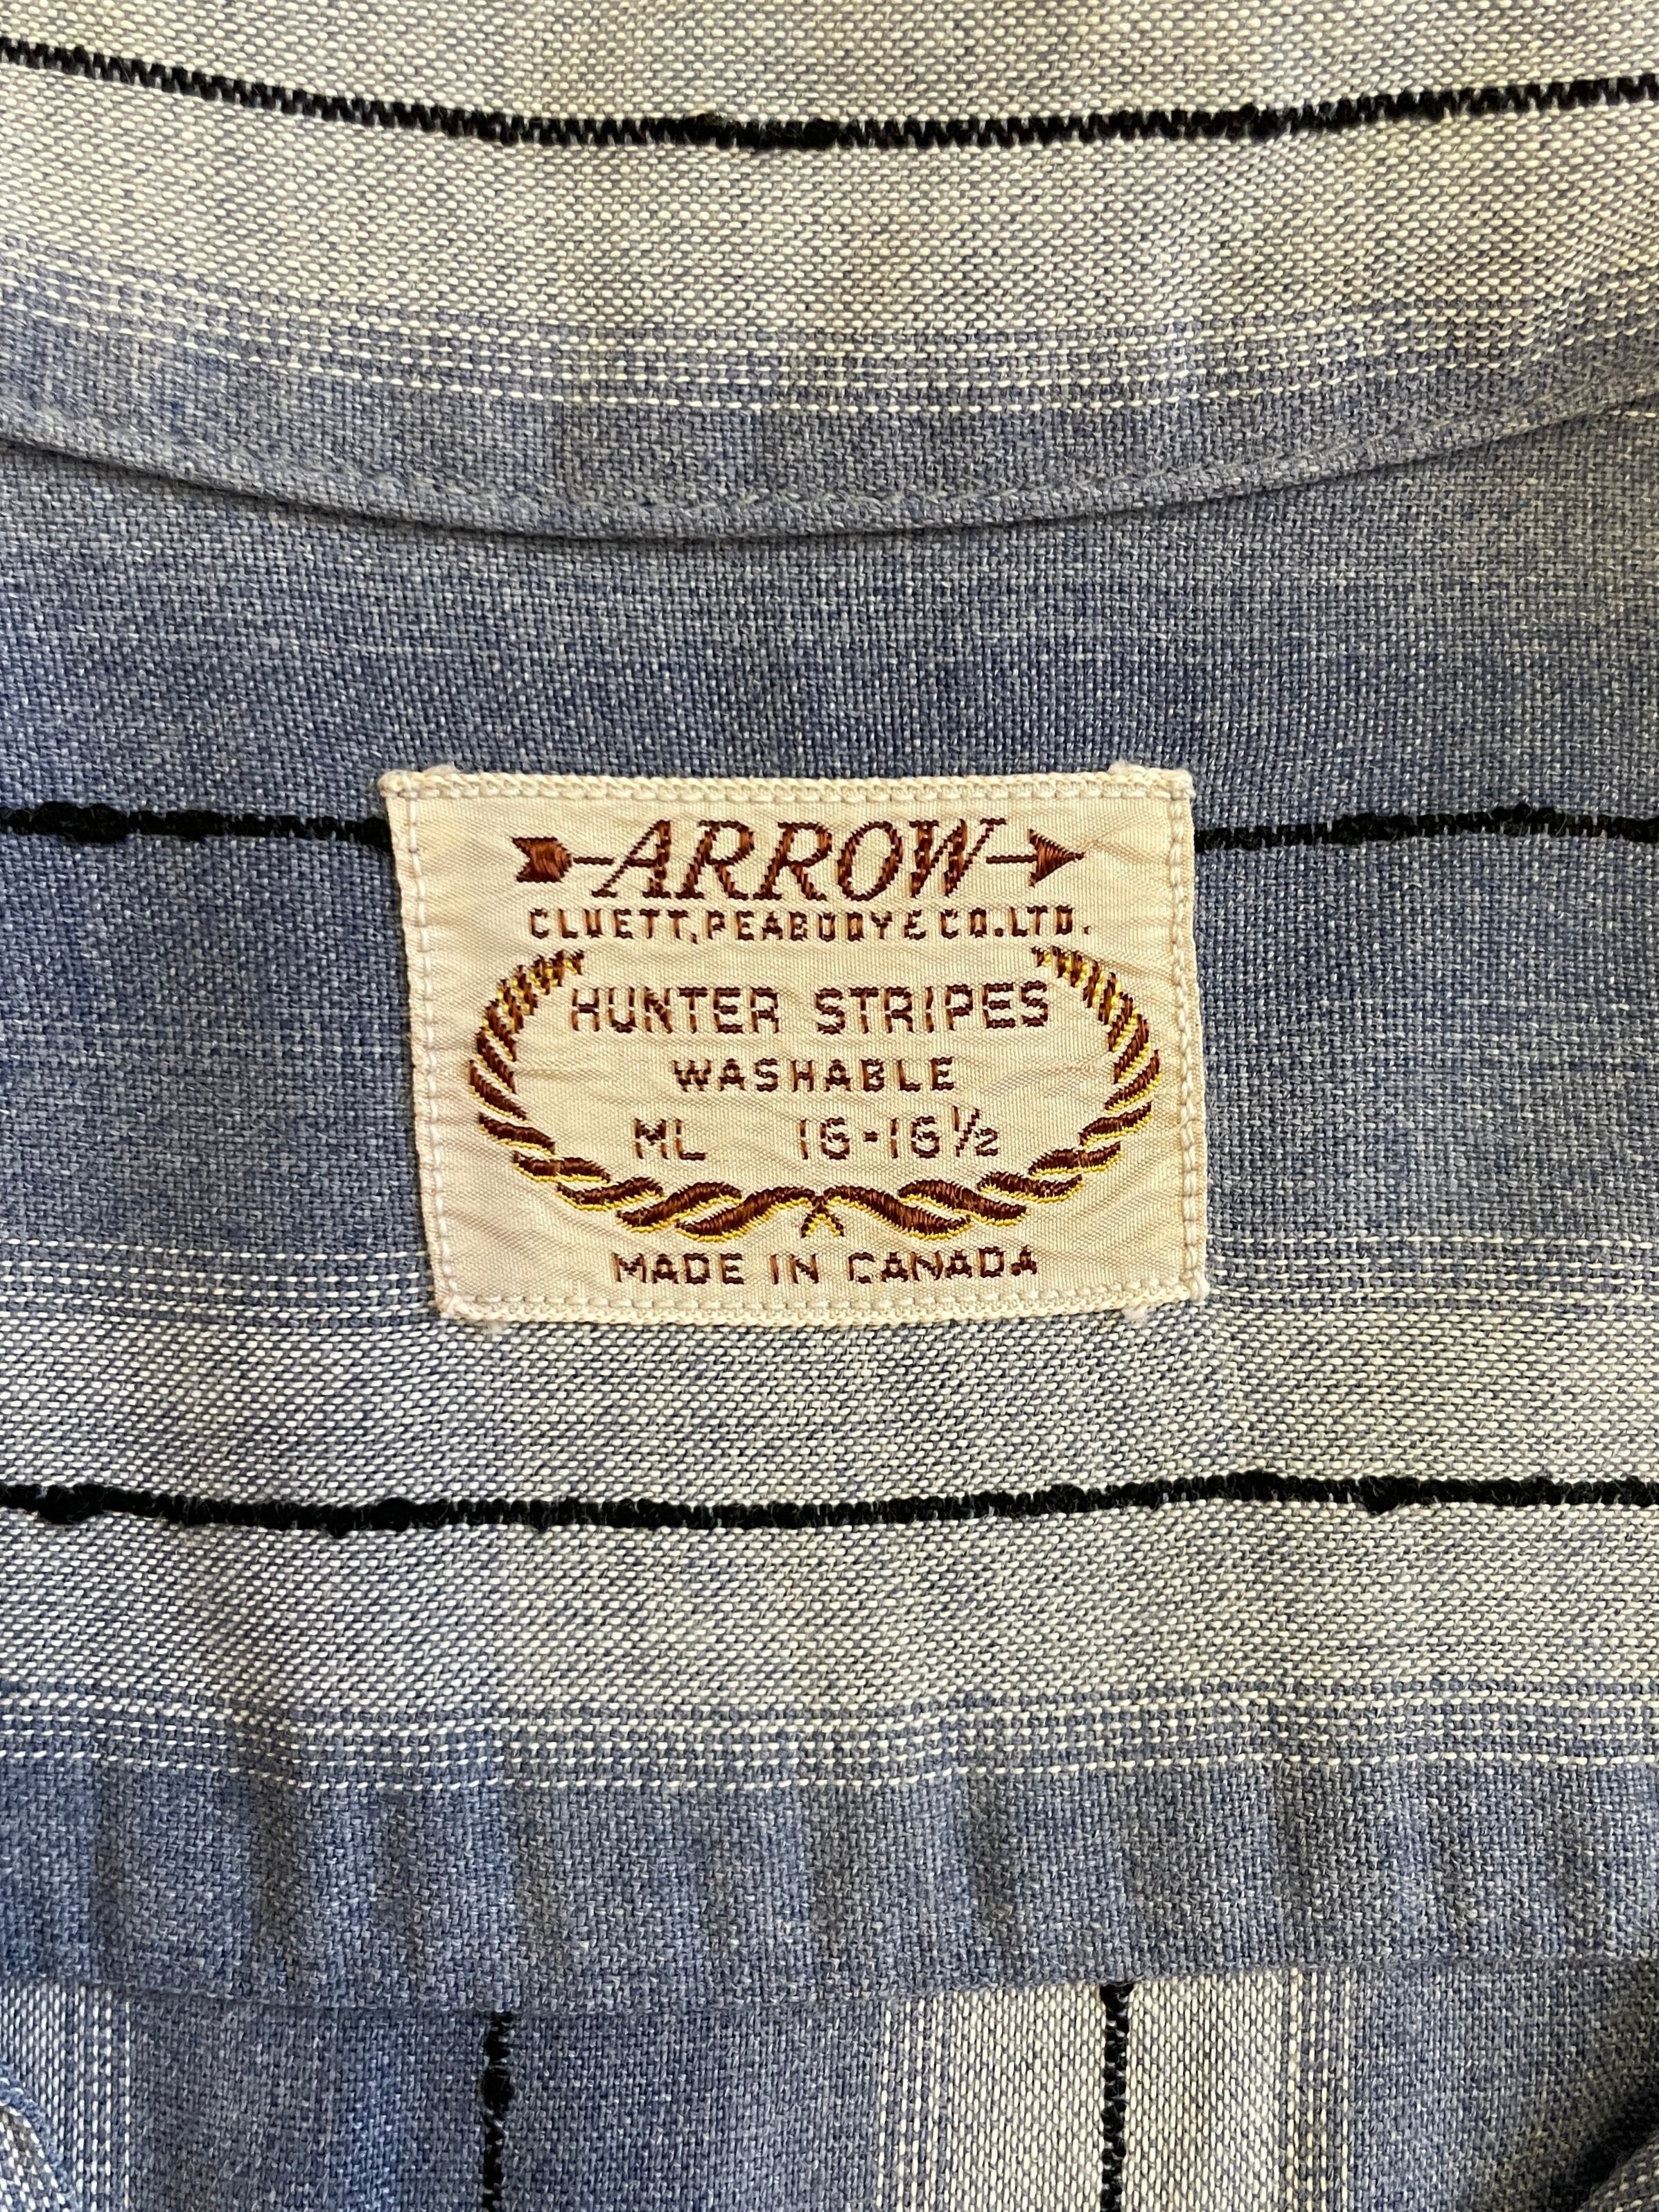 ARROW
CLUETT, PEABODY & CO. LTD.
HUNTER STRIPES
WASHABLE
ML 16-16½
MADE IN CANADA